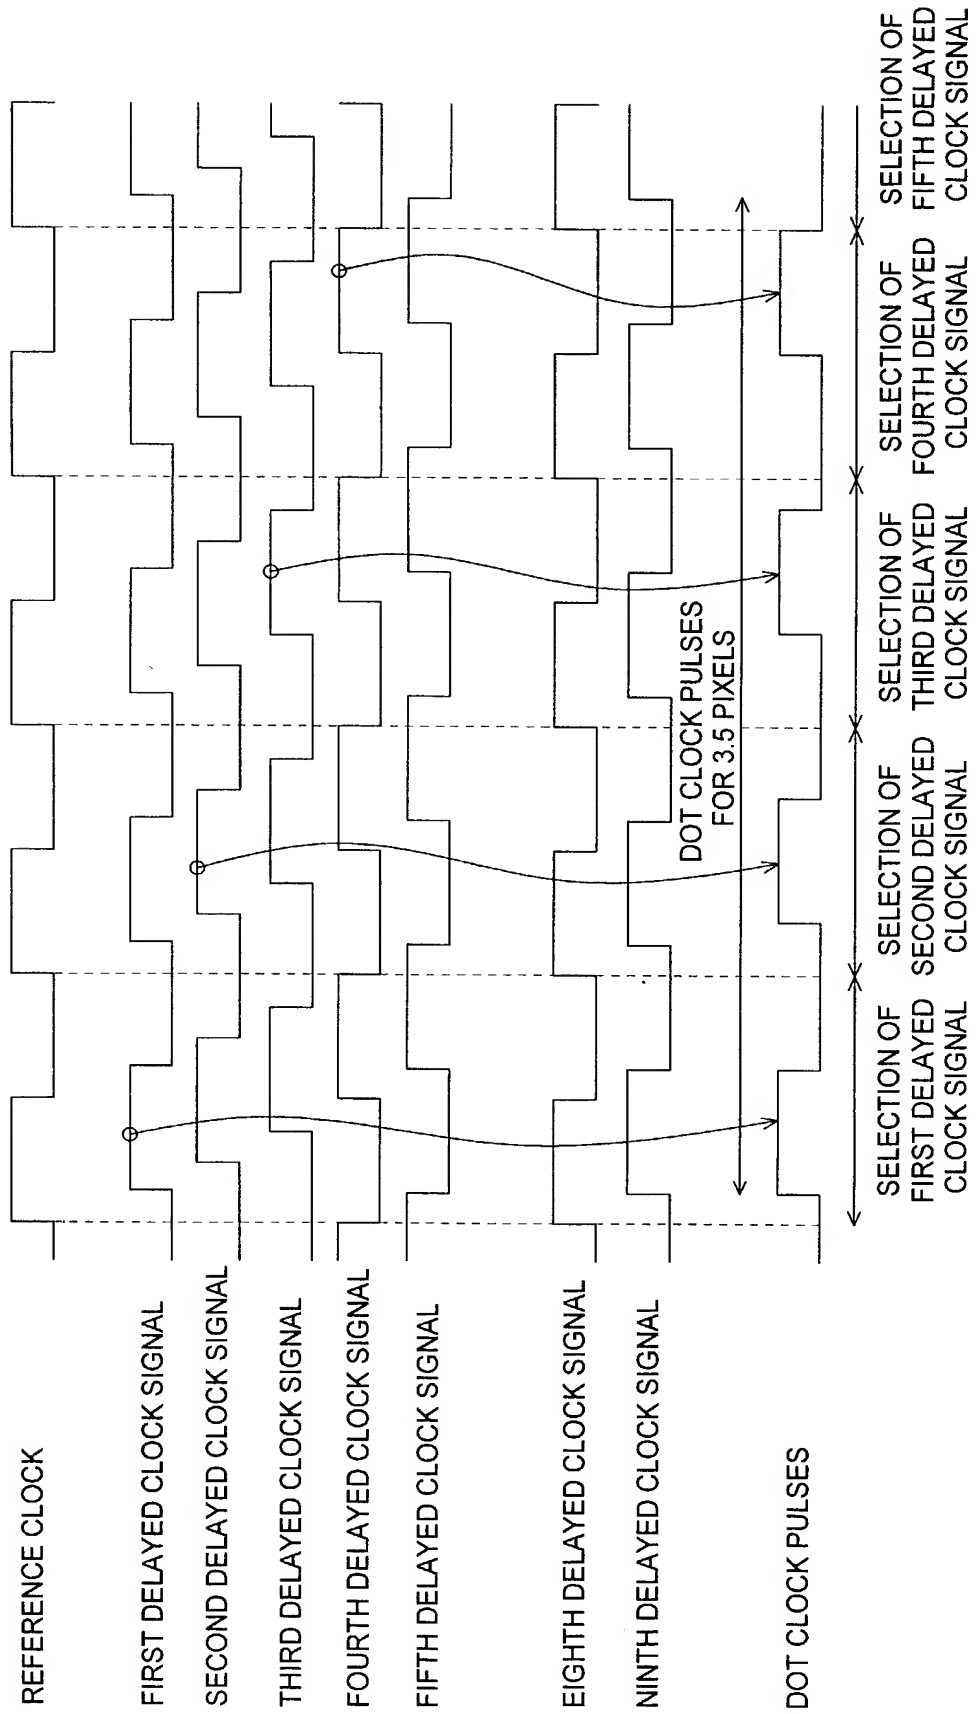 REFERENCE CLOCK
FIRST DELAYED CLOCK SIGNAL
SECOND DELAYED CLOCK SIGNAL
THIRD DELAYED CLOCK SIGNAL
FOURTH DELAYED CLOCK SIGNAL
FIFTH DELAYED CLOCK SIGNAL
EIGHTH DELAYED CLOCK SIGNAL
NINTH DELAYED CLOCK SIGNAL
DOT CLOCK PULSES
FOR 3.5 PIXELS
DOT CLOCK PULSES
SELECTION OF
FIRST DELAYED
CLOCK SIGNAL
SELECTION OF
SECOND DELAYED
CLOCK SIGNAL
SELECTION OF
THIRD DELAYED
CLOCK SIGNAL
SELECTION OF
FOURTH DELAYED
CLOCK SIGNAL
SELECTION OF
FIFTH DELAYED
CLOCK SIGNAL